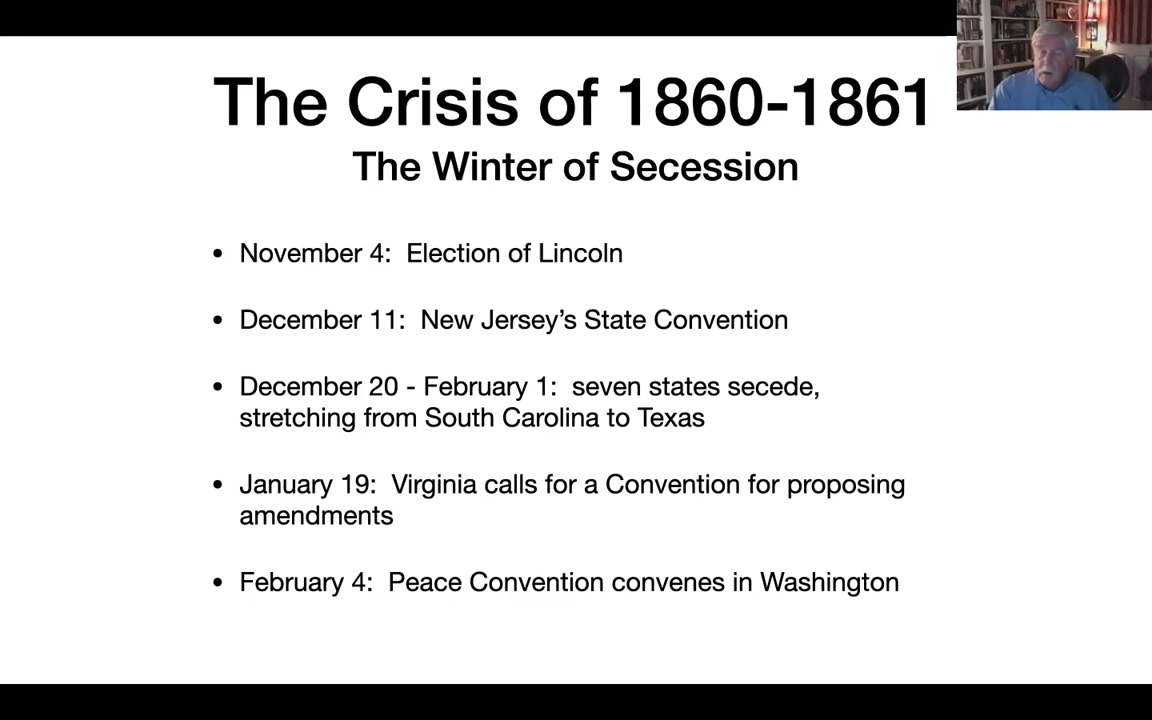 The Crisis of 1860-1861
The Winter of Secession
• November 4:  Election of Lincoln
• December 11:  New Jersey’s State Convention
• December 20 - February 1:  seven states secede,
stretching from South Carolina to Texas
• January 19:  Virginia calls for a Convention for proposing
amendments
• February 4:  Peace Convention convenes in Washington